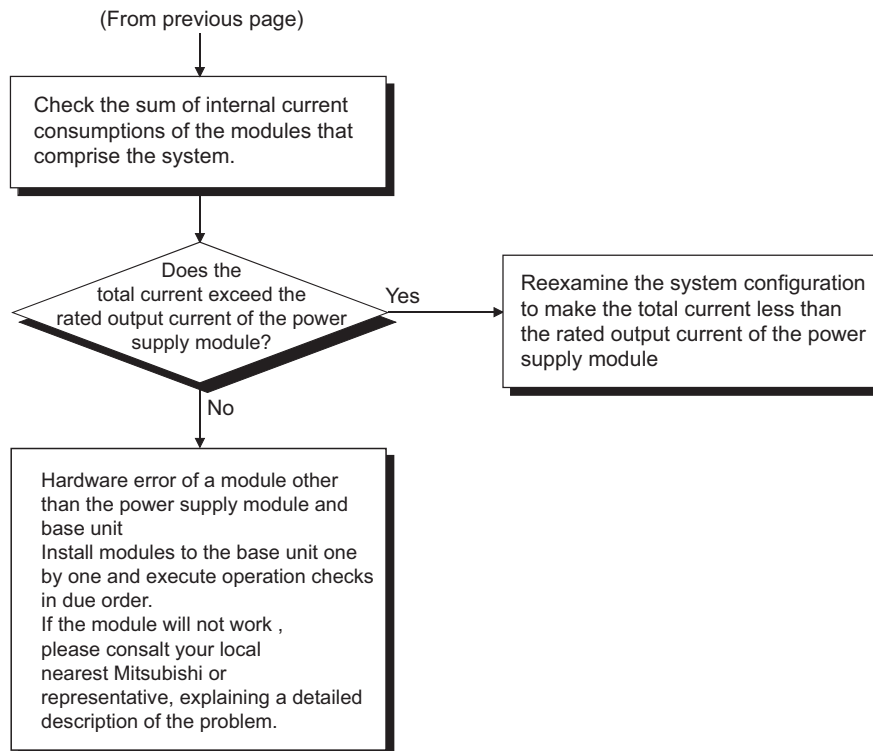 (From previous page)
Check the sum of internal current
consumptions of the modules that
comprise the system.
Does the
total current exceed the
rated output current of the power
supply module?
Yes
Reexamine the system configuration
to make the total current less than
the rated output current of the power
supply module
No
Hardware error of a module other
than the power supply module and
base unit
Install modules to the base unit one
by one and execute operation checks
in due order.
If the module will not work ,
please consalt your local
nearest Mitsubishi or
representative, explaining a detailed
description of the problem.